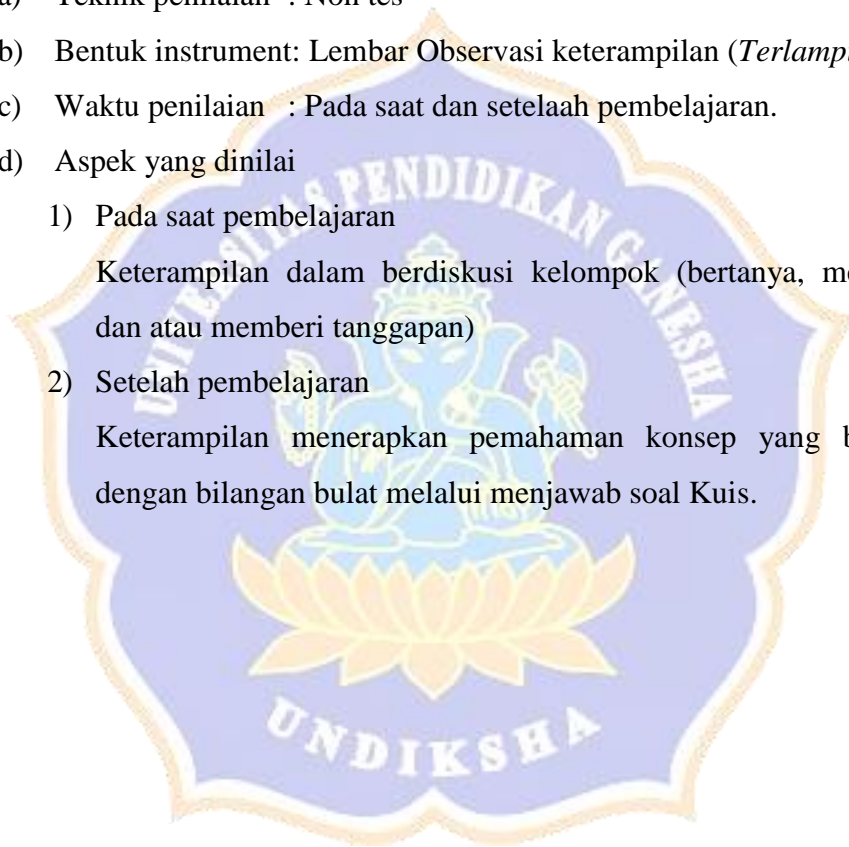 a) Teknik penilaian : Non tes
b) Bentuk instrument: Lembar Observasi keterampilan
c) Waktu penilaian : Pada saat dan setelaah pembelajaran.
d) Aspek yang dinilai
1) Pada saat pembelajaran
Keterampilan dalam berdiskusi kelompok (bertanya,
dan atau memberi tanggapan)
2) Setelah pembelajaran
Keterampilan menerapkan pemahaman konsep yang
dengan bilangan bulat melalui menjawab soal Kuis.
UNIVERSITAS PENDIDIKAN GANESHA
UNDIKSHA